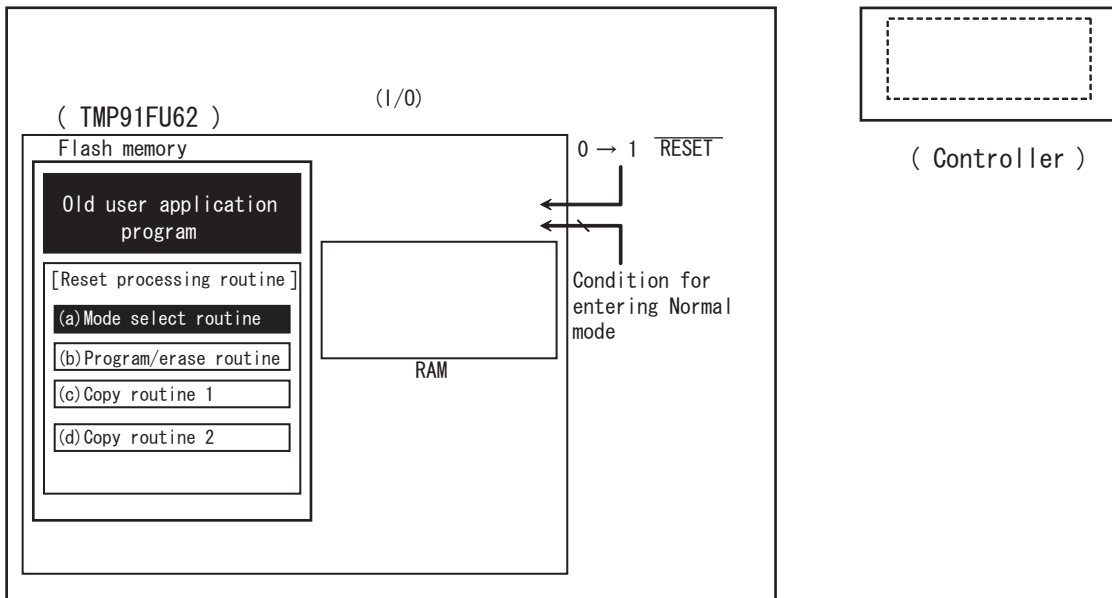 (I/O)
( TMP91FU62 )
Flash memory
0 → 1 RESET
( Controller )
Old user application
program
[Reset processing routine]
(a)Mode select routine
(b)Program/erase routine
(c)Copy routine 1
(d)Copy routine 2
RAM
Condition for
entering Normal
mode